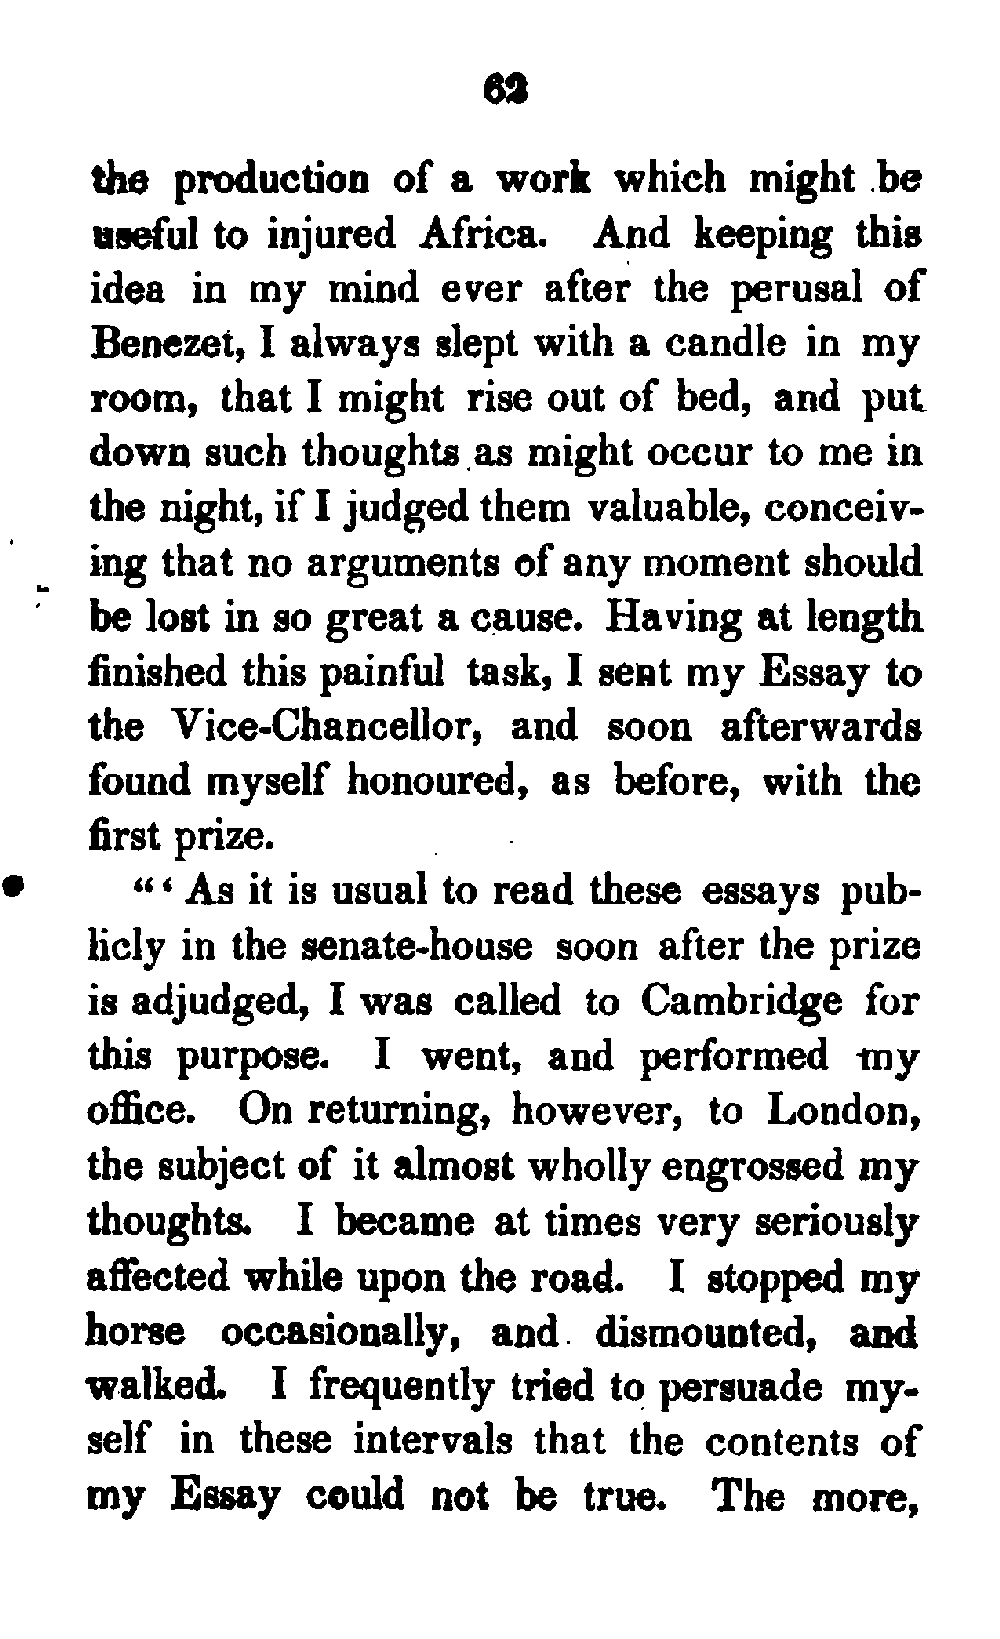 62
the production of a work which might be
useful to injured Africa. And keeping this
idea in my mind ever after the perusal of
Benezet, I always slept with a candle in my
room, that I might rise out of bed, and put
down such thoughts as might occur to me in
the night, if I judged them valuable, conceiv-
ing that no arguments of any moment should
be lost in so great a cause. Having at length
finished this painful task, I sent my Essay to
the Vice-Chancellor, and soon afterwards
found myself honoured, as before, with the
first prize.
"‘ As it is usual to read these essays pub-
licly in the senate-house soon after the prize
is adjudged, I was called to Cambridge for
this purpose. I went, and performed my
office. On returning, however, to London,
the subject of it almost wholly engrossed my
thoughts. I became at times very seriously
affected while upon the road. I stopped my
horse occasionally, and dismounted, and
walked. I frequently tried to persuade my-
self in these intervals that the contents of
my Essay could not be true. The more,